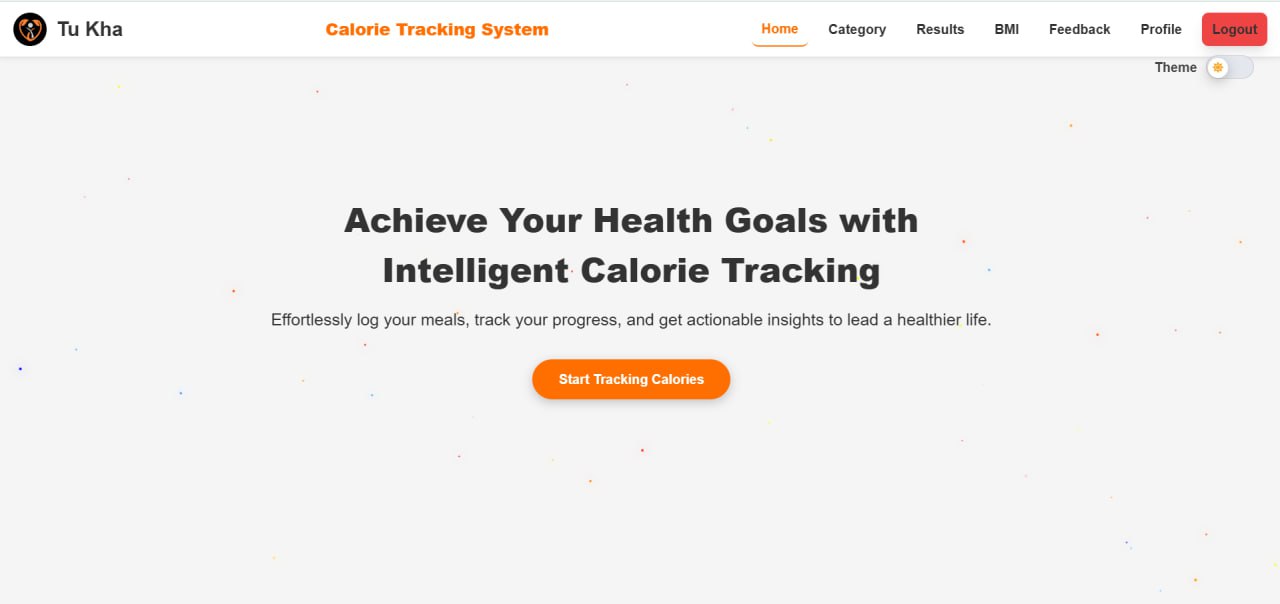 Tu Kha
Calorie Tracking System
Home
Category
Results
BMI
Feedback
Profile
Logout
Theme
Achieve Your Health Goals with
Intelligent Calorie Tracking
Effortlessly log your meals, track your progress, and get actionable insights to lead a healthier life.
Start Tracking Calories